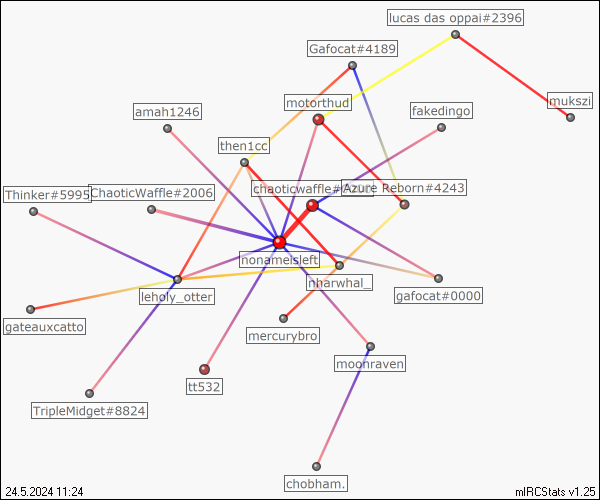 lucas das oppai#2396
Gafocat#4189
mukszi
motorthud
fakedingo
amah1246
then1cc
Thinker#5995
ChaoticWaffle#2006
chaoticwaffle#
Azure Reborn#4243
nonameisleft
nharwhal_
leholy_otter
gafocat#0000
gateauxcatto
mercurybro
moonraven
tt532
TripleMidget#8824
chobham.
24.5.2024 11:24
mIRCStats v1.25